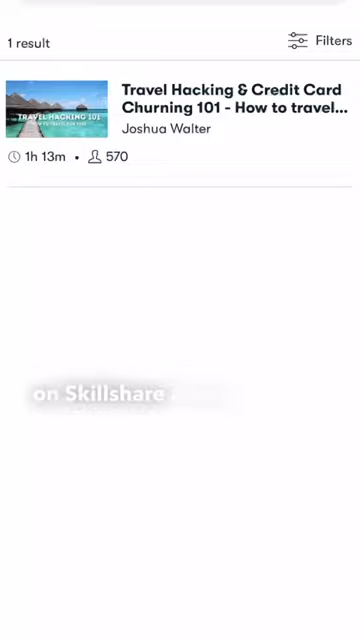 1 result
Filters
Travel Hacking & Credit Card
Churning 101 - How to travel...
TRAVEL HACKING 101
Joshua Walter
1h 13m • 570
on Skillshare